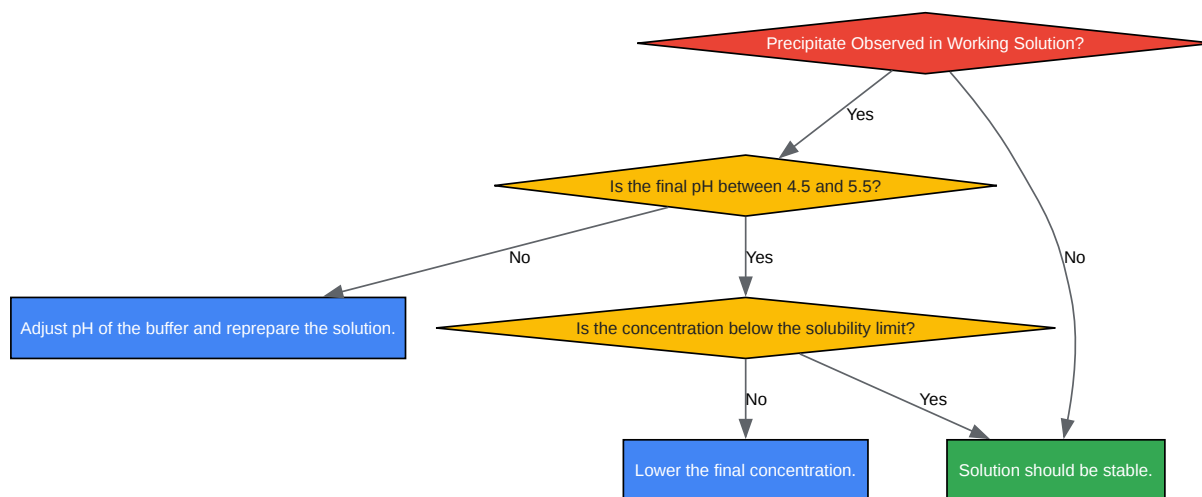 Precipitate Observed in Working Solution?
Yes
Is the final pH between 4.5 and 5.5?
No
Yes
No
Adjust pH of the buffer and reprepare the solution.
Is the concentration below the solubility limit?
No
Yes
Lower the final concentration.
Solution should be stable.